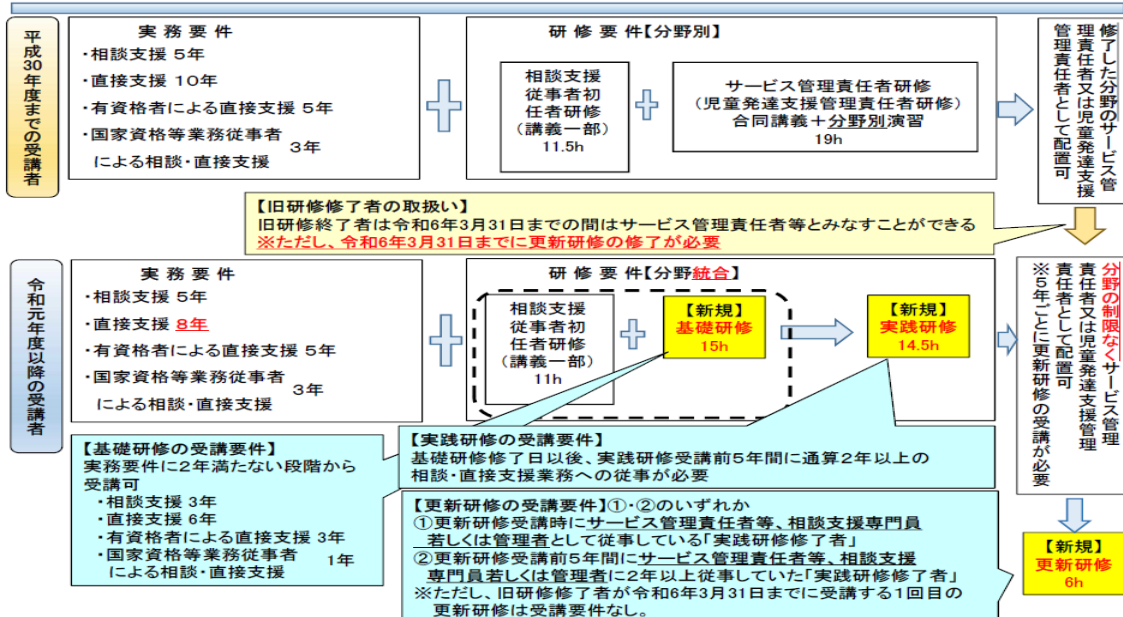 平成30年度までの受講者
実 務 要 件
・相談支援 5年
・直接支援 10年
・有資格者による直接支援 5年
・国家資格等業務従事者
による相談・直接支援
3年
研 修 要 件【分野別】
相談支援
従事者初
任者研修
(講義一部)
11.5h
サービス管理責任者研修
(児童発達支援管理責任者研修)
合同講義+分野別演習
19h
修了した分野のサービス管
理責任者又は児童発達支援
管理責任者として配置可
【旧研修修了者の取扱い】
旧研修終了者は令和6年3月31日までの間はサービス管理責任者等とみなすことができる
※ただし、令和6年3月31日までに更新研修の修了が必要
令和元年度以降の受講者
実 務 要 件
・相談支援 5年
・直接支援 8年
・有資格者による直接支援 5年
・国家資格等業務従事者
による相談・直接支援
3年
研 修 要 件【分野統合】
相談支援
従事者初
任者研修
(講義一部)
11h
【新規】
基礎研修
15h
【新規】
実践研修
14.5h
分野の制限なくサービス管理
責任者又は児童発達支援管理
責任者として配置可
※5年ごとに更新研修の受講が必要
【基礎研修の受講要件】
実務要件に2年満たない段階から
受講可
・相談支援 3年
・直接支援 6年
・有資格者による直接支援 3年
・国家資格等業務従事者
による相談・直接支援
1年
【実践研修の受講要件】
基礎研修修了日以後、実践研修受講前5年間に通算2年以上の
相談・直接支援業務への従事が必要
【更新研修の受講要件】①・②のいずれか
①更新研修受講時にサービス管理責任者等、相談支援専門員
若しくは管理者として従事している「実践研修修了者」
②更新研修受講前5年間にサービス管理責任者等、相談支援
専門員若しくは管理者に2年以上従事していた「実践研修修了者」
※ただし、旧研修修了者が令和6年3月31日までに受講する1回目の
更新研修は受講要件なし。
【新規】
更新研修
6h